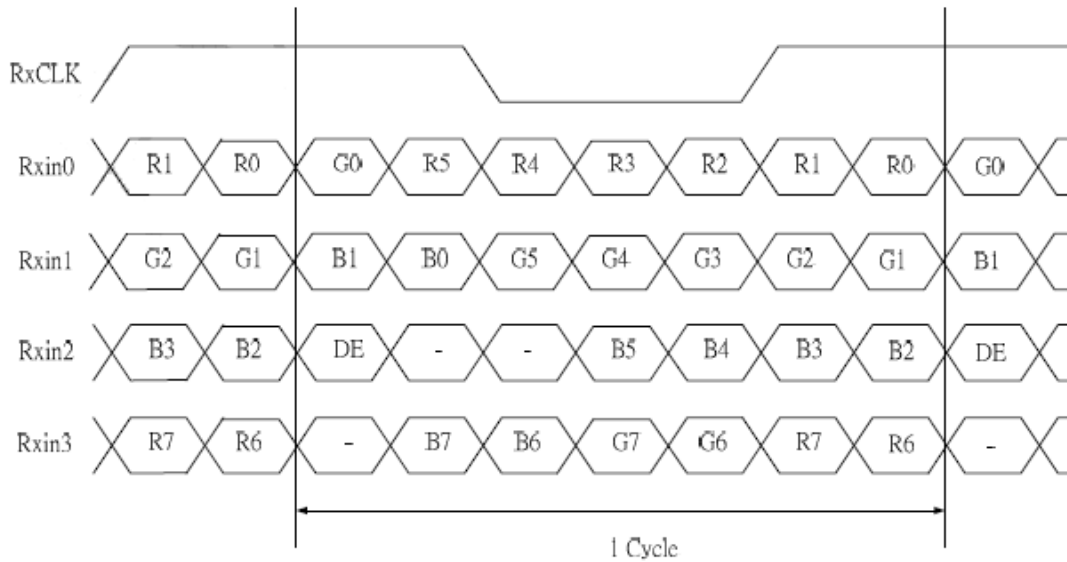 RxCLK
Rxin0 R1 R0 G0 R5 R4 R3 R2 R1 R0 G0
Rxin1 G2 G1 B1 B0 G5 G4 G3 G2 G1 B1
Rxin2 B3 B2 DE - - B5 B4 B3 B2 DE
Rxin3 R7 R6 - B7 B6 G7 G6 R7 R6 -
1 Cycle